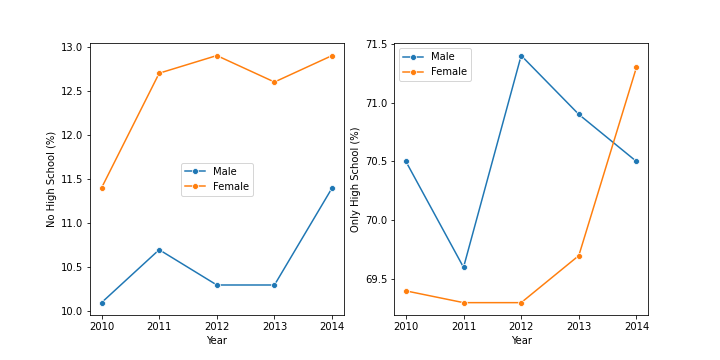 No High School (%)
13.0
12.5
12.0
11.5
11.0
10.5
10.0
Male
Female
2010 2011 2012 2013 2014
Year
Only High School (%)
71.5
71.0
70.5
70.0
69.5
Male
Female
2010 2011 2012 2013 2014
Year